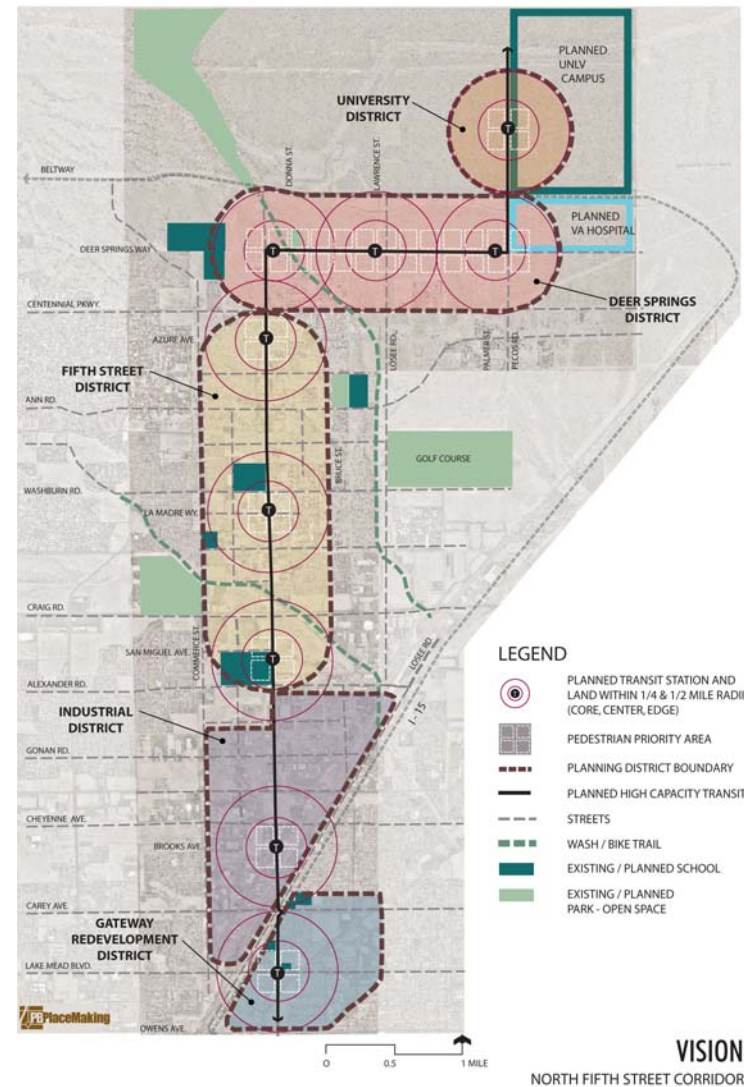 PLANNED
UNLV
CAMPUS
UNIVERSITY
DISTRICT
DONNA ST.
LAWRENCE ST.
BELTWAY
PLANNED
VA HOSPITAL
DEER SPRINGS WAY
DEER SPRINGS
DISTRICT
CENTENNIAL PKWY.
AZURE AVE.
LOSEE RD.
PALMER ST.
PECOS RD.
FIFTH STREET
DISTRICT
ANN RD.
BRUCE ST.
GOLF COURSE
WASHBURN RD.
LA MADRE WY.
CRAIG RD.
COMMERCE ST.
SAN MIGUEL AVE.
LOSEE RD
ALEXANDER RD.
INDUSTRIAL
DISTRICT
I - 15
GONAN RD.
CHEYENNE AVE.
BROOKS AVE.
CAREY AVE.
GATEWAY
REDEVELOPMENT
DISTRICT
LAKE MEAD BLVD.
OWENS AVE.
PB PlaceMaking
LEGEND
T
PLANNED TRANSIT STATION AND
LAND WITHIN 1/4 & 1/2 MILE RADII
(CORE, CENTER, EDGE)
PEDESTRIAN PRIORITY AREA
PLANNING DISTRICT BOUNDARY
PLANNED HIGH CAPACITY TRANSIT
STREETS
WASH / BIKE TRAIL
EXISTING / PLANNED SCHOOL
EXISTING / PLANNED
PARK - OPEN SPACE
0 0.5 1 MILE
VISION
NORTH FIFTH STREET CORRIDOR